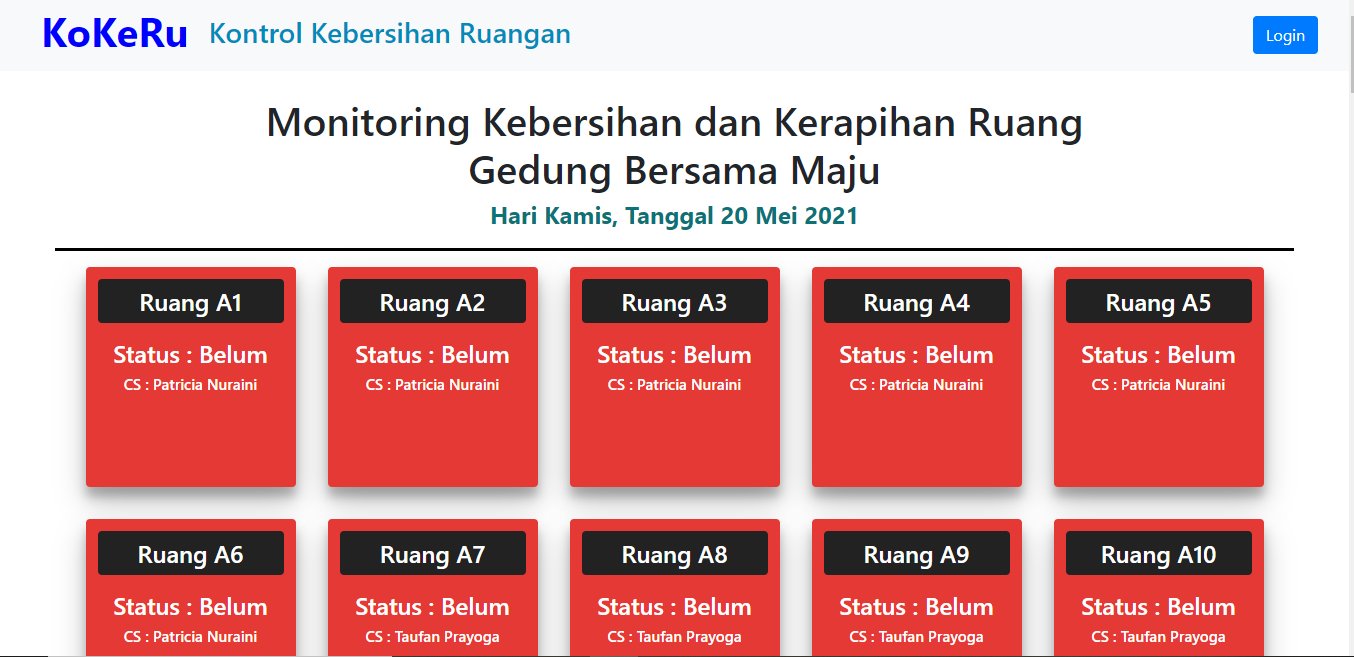 KoKeRu Kontrol Kebersihan Ruangan Login
Monitoring Kebersihan dan Kerapihan Ruang
Gedung Bersama Maju
Hari Kamis, Tanggal 20 Mei 2021
Ruang A1
Status : Belum
CS : Patricia Nuraini
Ruang A2
Status : Belum
CS : Patricia Nuraini
Ruang A3
Status : Belum
CS : Patricia Nuraini
Ruang A4
Status : Belum
CS : Patricia Nuraini
Ruang A5
Status : Belum
CS : Patricia Nuraini
Ruang A6
Status : Belum
CS : Patricia Nuraini
Ruang A7
Status : Belum
CS : Taufan Prayoga
Ruang A8
Status : Belum
CS : Taufan Prayoga
Ruang A9
Status : Belum
CS : Taufan Prayoga
Ruang A10
Status : Belum
CS : Taufan Prayoga